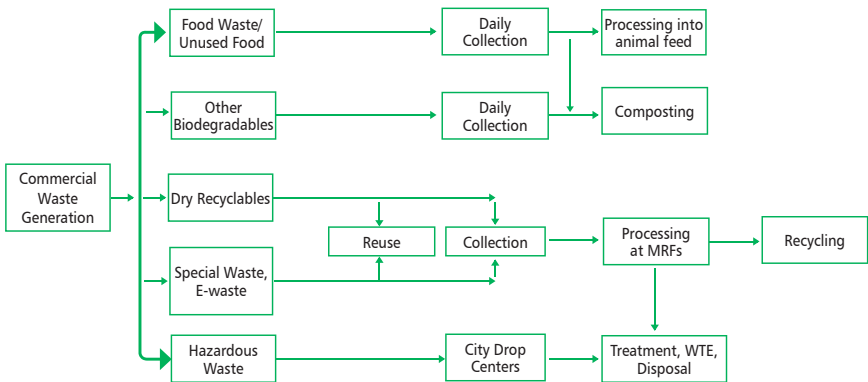 Food Waste/
Unused Food
Daily
Collection
Processing into
animal feed
Other
Biodegradables
Daily
Collection
Composting
Commercial
Waste
Generation
Dry Recyclables
Reuse
Collection
Processing
at MRFs
Recycling
Special Waste,
E-waste
Hazardous
Waste
City Drop
Centers
Treatment, WTE,
Disposal